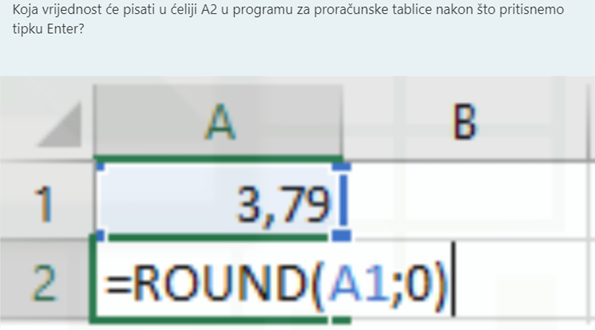 Koja vrijednost će pisati u ćeliji A2 u programu za proračunske tablice nakon što pritisnemo
tipku Enter?
A B
1 3,79
2 =ROUND(A1;0)